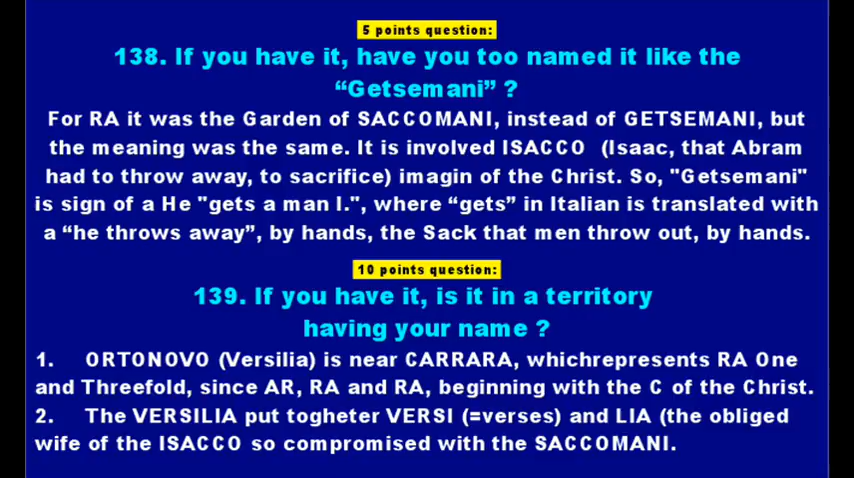 5 points question:
138. If you have it, have you too named it like the
“Getsemani” ?
For RA it was the Garden of SACCOMANI, instead of GETSEMANI, but
the meaning was the same. It is involved ISACCO (Isaac, that Abram
had to throw away, to sacrifice) imagin of the Christ. So, "Getsemani"
is sign of a He "gets a man I.", where “gets” in Italian is translated with
a “he throws away”, by hands, the Sack that men throw out, by hands.
10 points question:
139. If you have it, is it in a territory
having your name ?
1. ORTONOVO (Versilia) is near CARRARA, whichrepresents RA One
and Threefold, since AR, RA and RA, beginning with the C of the Christ.
2. The VERSILIA put togheter VERSI (=verses) and LIA (the obliged
wife of the ISACCO so compromised with the SACCOMANI.